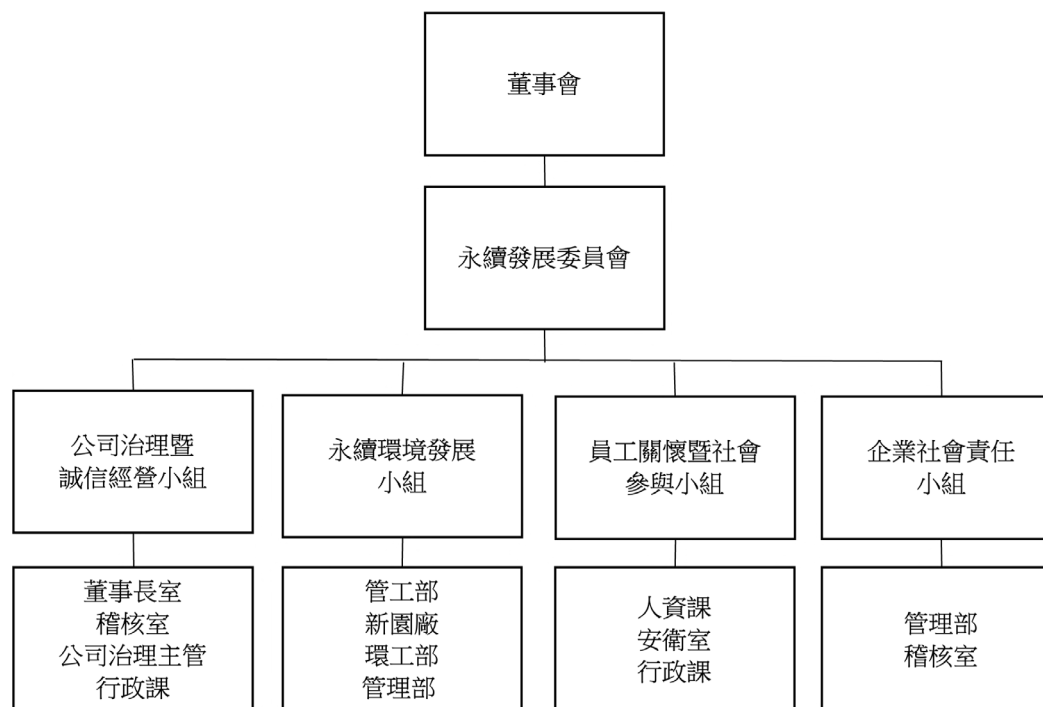 董事會
永續發展委員會
公司治理暨
誠信經營小組
永續環境發展
小組
員工關懷暨社會
參與小組
企業社會責任
小組
董事長室
稽核室
公司治理主管
行政課
管工部
新園廠
環工部
管理部
人資課
安衛室
行政課
管理部
稽核室